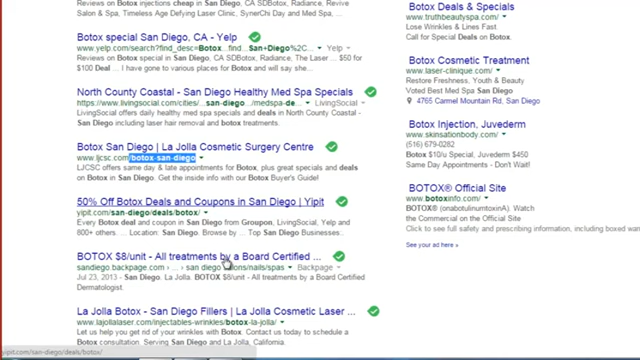 Reviews on Botox injections cheap in San Diego, CA SDBotox, Radiance, Revive
Salon & Spa, Timeless Age Defying Laser Clinic, SynerChi Day and Med Spa,
Botox special San Diego, CA - Yelp
www.yelp.com/search?find_desc=Botox...find...San+Diego%2C... Yelp
Reviews on Botox special in San Diego, CA SDBotox, Radiance, The Laser ... $50 for
$100 Deal ... I have gone to various places for Botox and will say she
North County Coastal - San Diego Healthy Med Spa Specials
https://www.livingsocial.com/cities/...san-diego.../medspa-de... LivingSocial
LivingSocial offers daily healthy med spa specials and deals in North County Coastal -
San Diego including laser hair removal and botox treatments.
Botox San Diego | La Jolla Cosmetic Surgery Centre
www.ljcsc.com/botox-san-diego
LJCSC offers same day & late appointments for Botox, plus great specials and deals
on Botox in San Diego. Get the inside info with our Botox Buyer's Guide!
50% Off Botox Deals and Coupons in San Diego | Yipit
yipit.com/san-diego/deals/botox/
Every Botox deal and coupon in San Diego from Groupon, LivingSocial, Yelp and
800+ others. ... Location: San Diego. Browse by ... Top San Diego Businesses:.
BOTOX $8/unit - All treatments by a Board Certified ...
sandiego.backpage.com › ... › san diego salons/nails/spas Backpage
Jul 23, 2013 - San Diego. La Jolla. BOTOX $8/unit - All treatments by a Board Certified
Dermatologist
La Jolla Botox - San Diego Fillers | La Jolla Cosmetic Laser ...
www.lajollalaser.com/injectables-wrinkles/botox-la-jolla/
Let us help you get rid of your wrinkles with Botox. Contact us today to schedule a
consultation. Serving San Diego and La Jolla, California.
yipit.com/san-diego/deals/botox/
Botox Deals & Specials
www.truthbeautyspa.com/
Lose Wrinkles & Lines Fast
Call for Special Deals on Botox.
Botox Cosmetic Treatment
www.laser-clinique.com/
Restore Freshness, Youth & Beauty
Voted Best Med Spa San Diego
4765 Carmel Mountain Rd, San Diego
Botox Injection, Juvederm
www.skinsationbody.com/
(516) 679-0282
Botox $10/u Special, Juvederm $450
Same Day Appointments - Don't Wait!
BOTOX® Official Site
www.botoxinfo.com/
BOTOX® (onabotulinumtoxinA). Watch
the Commercial on the Official Site
Click to see full safety and prescribing information, including boxed warn
See your ad here »